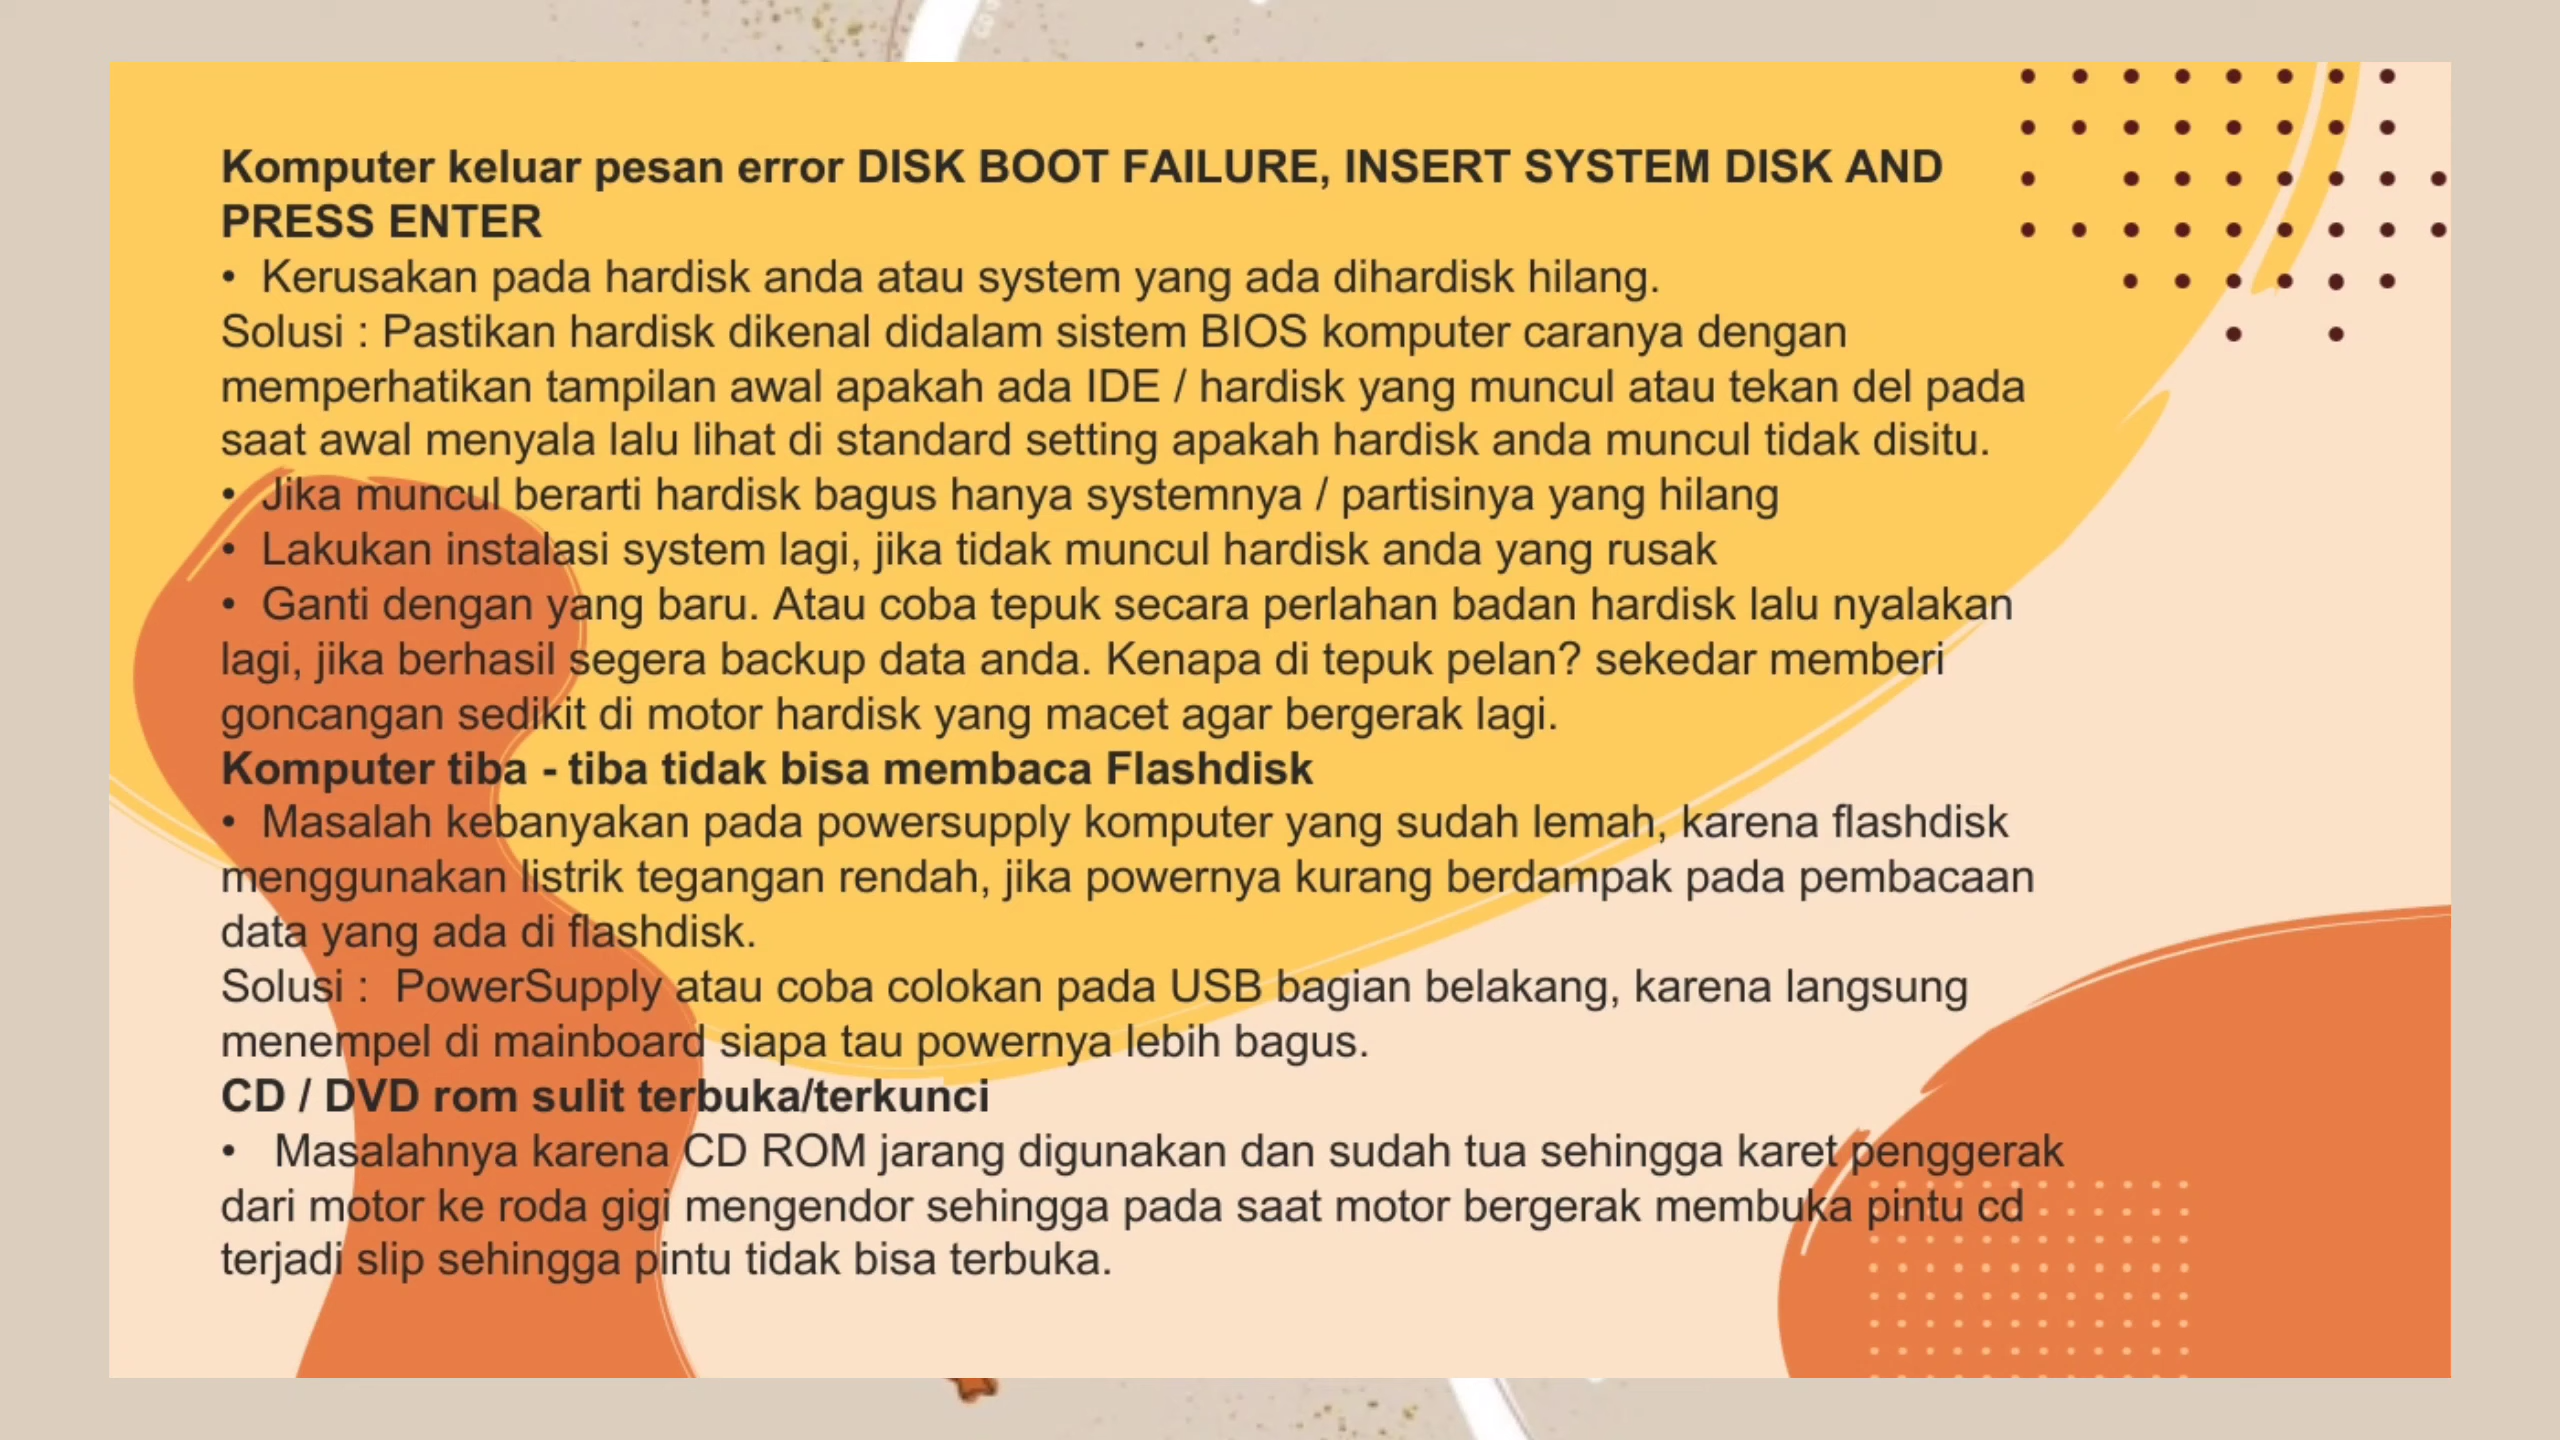 Komputer keluar pesan error DISK BOOT FAILURE, INSERT SYSTEM DISK AND
PRESS ENTER
• Kerusakan pada hardisk anda atau system yang ada dihardisk hilang.
Solusi : Pastikan hardisk dikenal didalam sistem BIOS komputer caranya dengan
memperhatikan tampilan awal apakah ada IDE / hardisk yang muncul atau tekan del pada
saat awal menyala lalu lihat di standard setting apakah hardisk anda muncul tidak disitu.
• Jika muncul berarti hardisk bagus hanya systemnya / partisinya yang hilang
• Lakukan instalasi system lagi, jika tidak muncul hardisk anda yang rusak
• Ganti dengan yang baru. Atau coba tepuk secara perlahan badan hardisk lalu nyalakan
lagi, jika berhasil segera backup data anda. Kenapa di tepuk pelan? sekedar memberi
goncangan sedikit di motor hardisk yang macet agar bergerak lagi.
Komputer tiba - tiba tidak bisa membaca Flashdisk
• Masalah kebanyakan pada powersupply komputer yang sudah lemah, karena flashdisk
menggunakan listrik tegangan rendah, jika powernya kurang berdampak pada pembacaan
data yang ada di flashdisk.
Solusi : PowerSupply atau coba colokan pada USB bagian belakang, karena langsung
menempel di mainboard siapa tau powernya lebih bagus.
CD / DVD rom sulit terbuka/terkunci
• Masalahnya karena CD ROM jarang digunakan dan sudah tua sehingga karet penggerak
dari motor ke roda gigi mengendor sehingga pada saat motor bergerak membuka pintu cd
terjadi slip sehingga pintu tidak bisa terbuka.